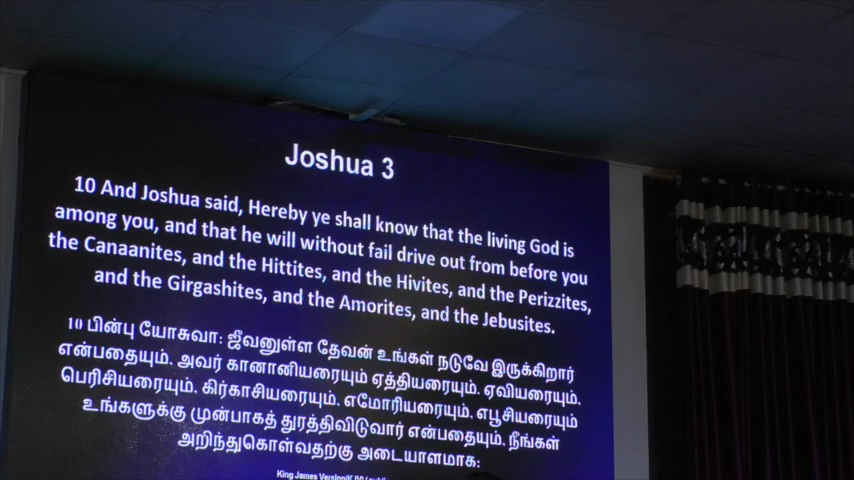 Joshua 3
10 And Joshua said, Hereby ye shall know that the living God is
among you, and that he will without fail drive out from before you
the Canaanites, and the Hittites, and the Hivites, and the Perizzites,
and the Girgashites, and the Amorites, and the Jebusites.
10 பின்பு யோசுவா: ஜீவனுள்ள தேவன் உங்கள் நடுவே இருக்கிறார்
என்பதையும். அவர் கானானியரையும் ஏத்தியரையும். ஏவியரையும்.
பெரிசியரையும். கிர்காசியரையும். எமோரியரையும். எபூசியரையும்
உங்களுக்கு முன்பாகத் துரத்திவிடுவார் என்பதையும். நீங்கள்
அறிந்துகொள்வதற்கு அடையாளமாக:
King James Version